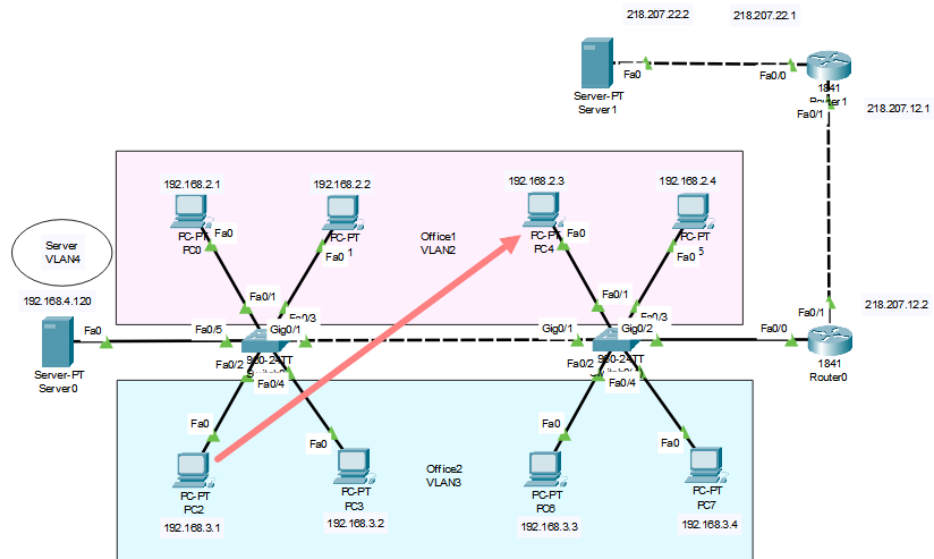 218.207.22.2
218.207.22.1
Fa0
Fa0/0
Server-PT
Server1
1841
Router1
Fa0/1
218.207.12.1
192.168.2.1
192.168.2.2
192.168.2.3
192.168.2.4
Fa0
PC-PT
PC0
Fa0
PC-PT
Office1
VLAN2
Fa0
PC-PT
PC4
Fa0
PC-PT
Server
VLAN4
192.168.4.120
Fa0
Server-PT
Server0
Fa0/1
Fa0/5
Gig0/1
Fa0/2
Fa0/4
Gig0/1
Fa0/1
Gig0/2
Fa0/2
Fa0/4
Fa0/0
Fa0/1
218.207.12.2
1841
Router0
Fa0
PC-PT
PC2
192.168.3.1
Fa0
PC-PT
PC3
192.168.3.2
Office2
VLAN3
Fa0
PC-PT
PC6
192.168.3.3
Fa0
PC-PT
PC7
192.168.3.4